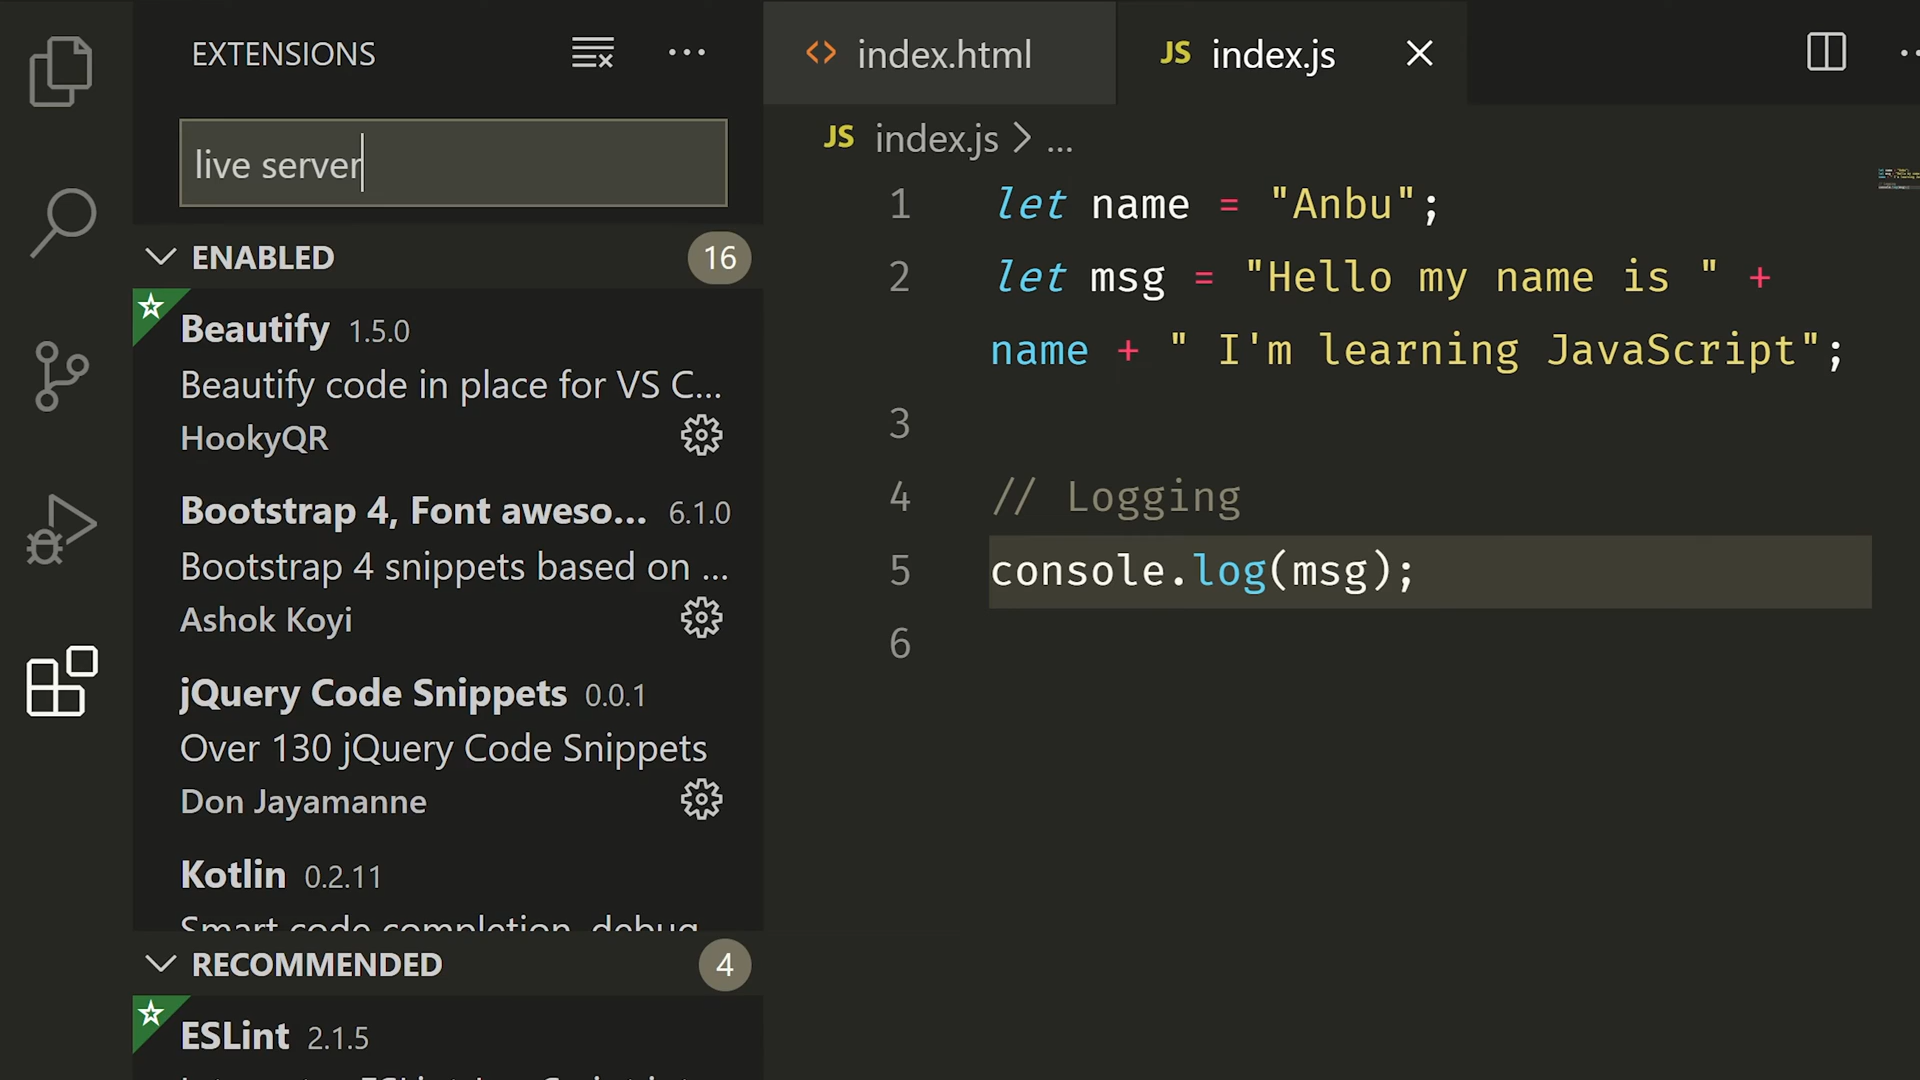 EXTENSIONS
live server
ENABLED 16
Beautify 1.5.0
Beautify code in place for VS C...
HookyQR
Bootstrap 4, Font aweso... 6.1.0
Bootstrap 4 snippets based on ...
Ashok Koyi
jQuery Code Snippets 0.0.1
Over 130 jQuery Code Snippets
Don Jayamanne
Kotlin 0.2.11
Smart code completion, debug
RECOMMENDED 4
ESLint 2.1.5
<> index.html
JS index.js
JS index.js > ...
1 let name = "Anbu";
2 let msg = "Hello my name is " +
name + " I'm learning JavaScript";
3
4 // Logging
5 console.log(msg);
6